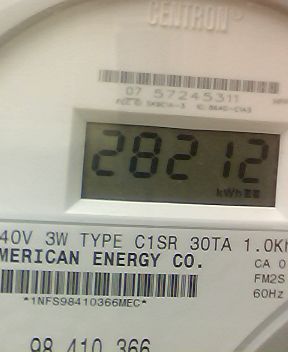 CENTRON®
07 57245311
28212
kWh
40V 3W TYPE C1SR 30TA 1.0Kh
MERICAN ENERGY CO.
CA 0
FM2S
60Hz
*1NFS98410366MEC*
98 410 366